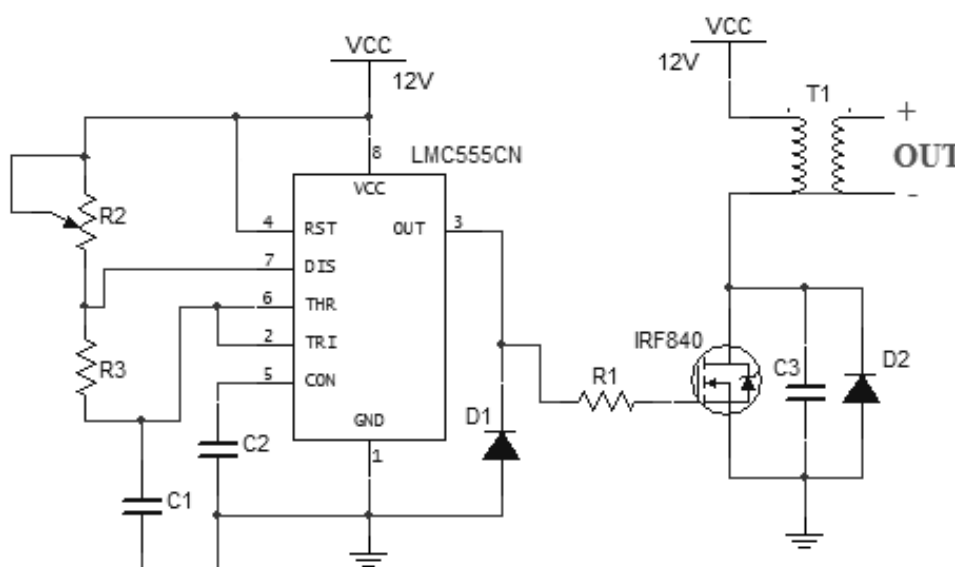 VCC
12V
VCC
12V
T1
+
OUT
-
LMC555CN
8
VCC
R2
4
RST
OUT
3
7
DIS
6
THR
2
TRI
5
CON
GND
1
R3
C2
C1
D1
R1
IRF840
C3
D2